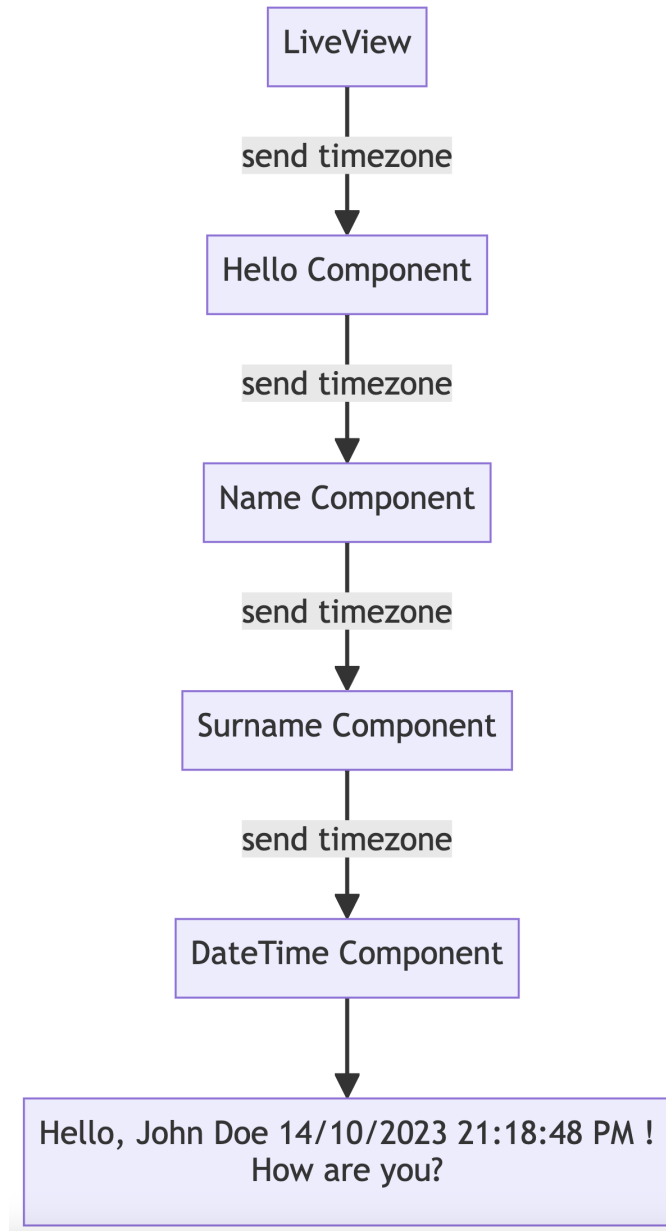 LiveView
send timezone
Hello Component
send timezone
Name Component
send timezone
Surname Component
send timezone
DateTime Component
Hello, John Doe 14/10/2023 21:18:48 PM !
How are you?